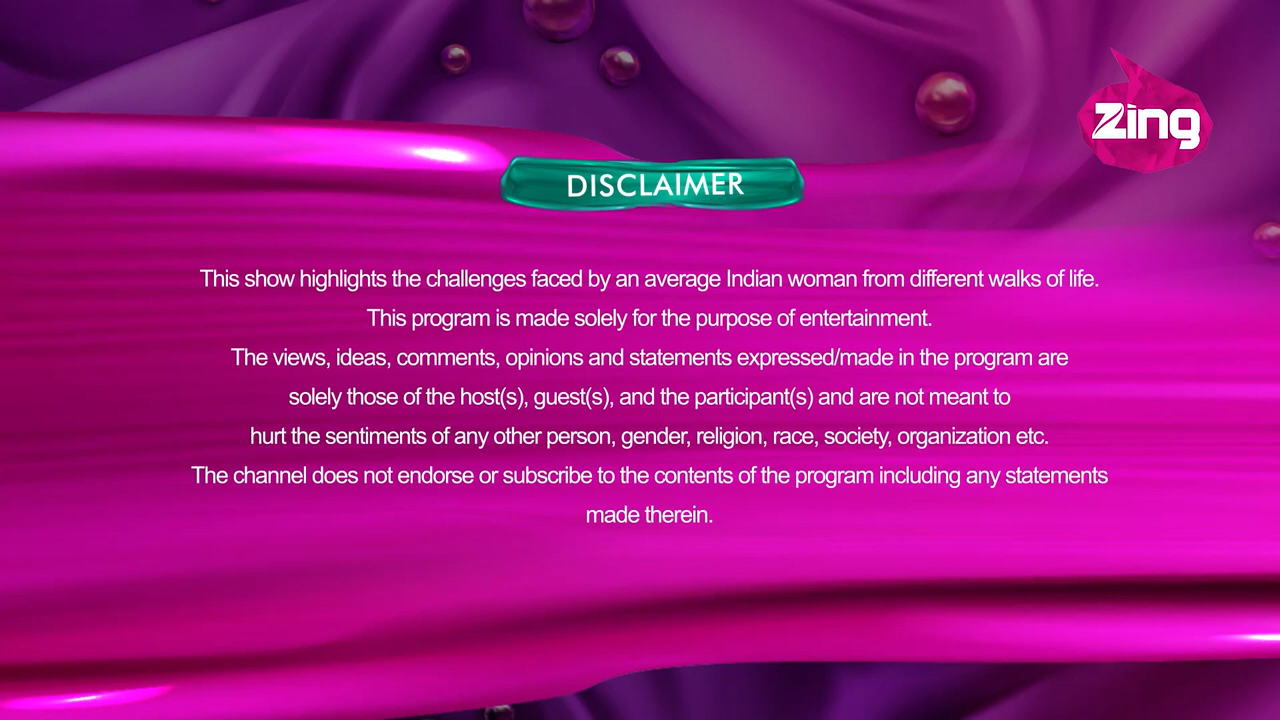 Zing
DISCLAIMER
This show highlights the challenges faced by an average Indian woman from different walks of life.
This program is made solely for the purpose of entertainment.
The views, ideas, comments, opinions and statements expressed/made in the program are
solely those of the host(s), guest(s), and the participant(s) and are not meant to
hurt the sentiments of any other person, gender, religion, race, society, organization etc.
The channel does not endorse or subscribe to the contents of the program including any statements
made therein.